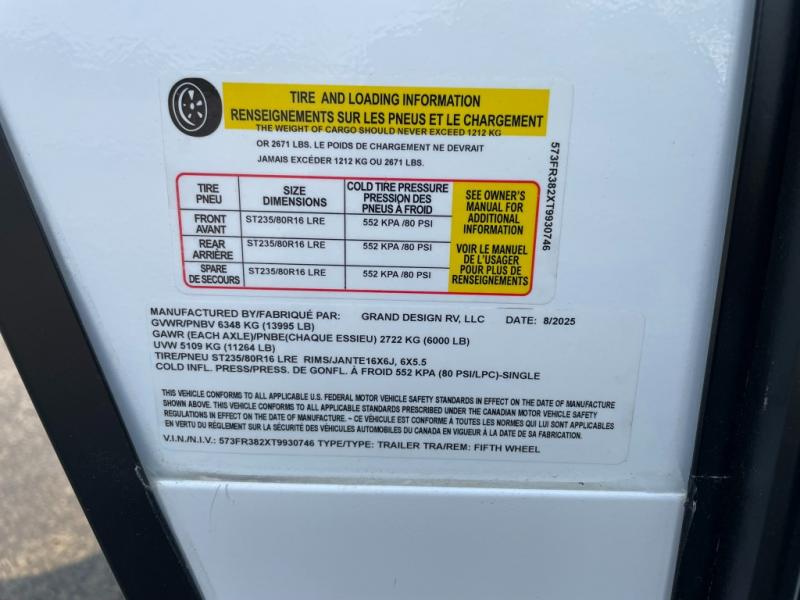 TIRE AND LOADING INFORMATION
RENSEIGNEMENTS SUR LES PNEUS ET LE CHARGEMENT
THE WEIGHT OF CARGO SHOULD NEVER EXCEED 1212 KG
OR 2671 LBS. LE POIDS DE CHARGEMENT NE DEVRAIT
JAMAIS EXCÉDER 1212 KG OU 2671 LBS.
573FR382XT9930746
TIRE
PNEU
SIZE
DIMENSIONS
COLD TIRE PRESSURE
PRESSION DES
PNEUS À FROID
FRONT
AVANT
ST235/80R16 LRE
552 KPA /80 PSI
REAR
ARRIÈRE
ST235/80R16 LRE
552 KPA /80 PSI
SPARE
DE SECOURS
ST235/80R16 LRE
552 KPA /80 PSI
SEE OWNER'S
MANUAL FOR
ADDITIONAL
INFORMATION
VOIR LE MANUEL
DE L'USAGER
POUR PLUS DE
RENSEIGNEMENTS
MANUFACTURED BY/FABRIQUÉ PAR: GRAND DESIGN RV, LLC DATE: 8/2025
GVWR/PNBV 6348 KG (13995 LB)
GAWR (EACH AXLE)/PNBE(CHAQUE ESSIEU) 2722 KG (6000 LB)
UVW 5109 KG (11264 LB)
TIRE/PNEU ST235/80R16 LRE RIMS/JANTE16X6J, 6X5.5
COLD INFL. PRESS/PRESS. DE GONFL. À FROID 552 KPA (80 PSI/LPC)-SINGLE
THIS VEHICLE CONFORMS TO ALL APPLICABLE U.S. FEDERAL MOTOR VEHICLE SAFETY STANDARDS IN EFFECT ON THE DATE OF MANUFACTURE
SHOWN ABOVE. THIS VEHICLE CONFORMS TO ALL APPLICABLE STANDARDS PRESCRIBED UNDER THE CANADIAN MOTOR VEHICLE SAFETY
REGULATIONS IN EFFECT ON THE DATE OF MANUFACTURE. – CE VÉHICULE EST CONFORME À TOUTES LES NORMES QUI LUI SONT APPLICABLES
EN VERTU DU RÈGLEMENT SUR LA SÉCURITÉ DES VÉHICULES AUTOMOBILES DU CANADA EN VIGUEUR À LA DATE DE SA FABRICATION.
V.I.N./N.I.V.: 573FR382XT9930746 TYPE/TYPE: TRAILER TRA/REM: FIFTH WHEEL